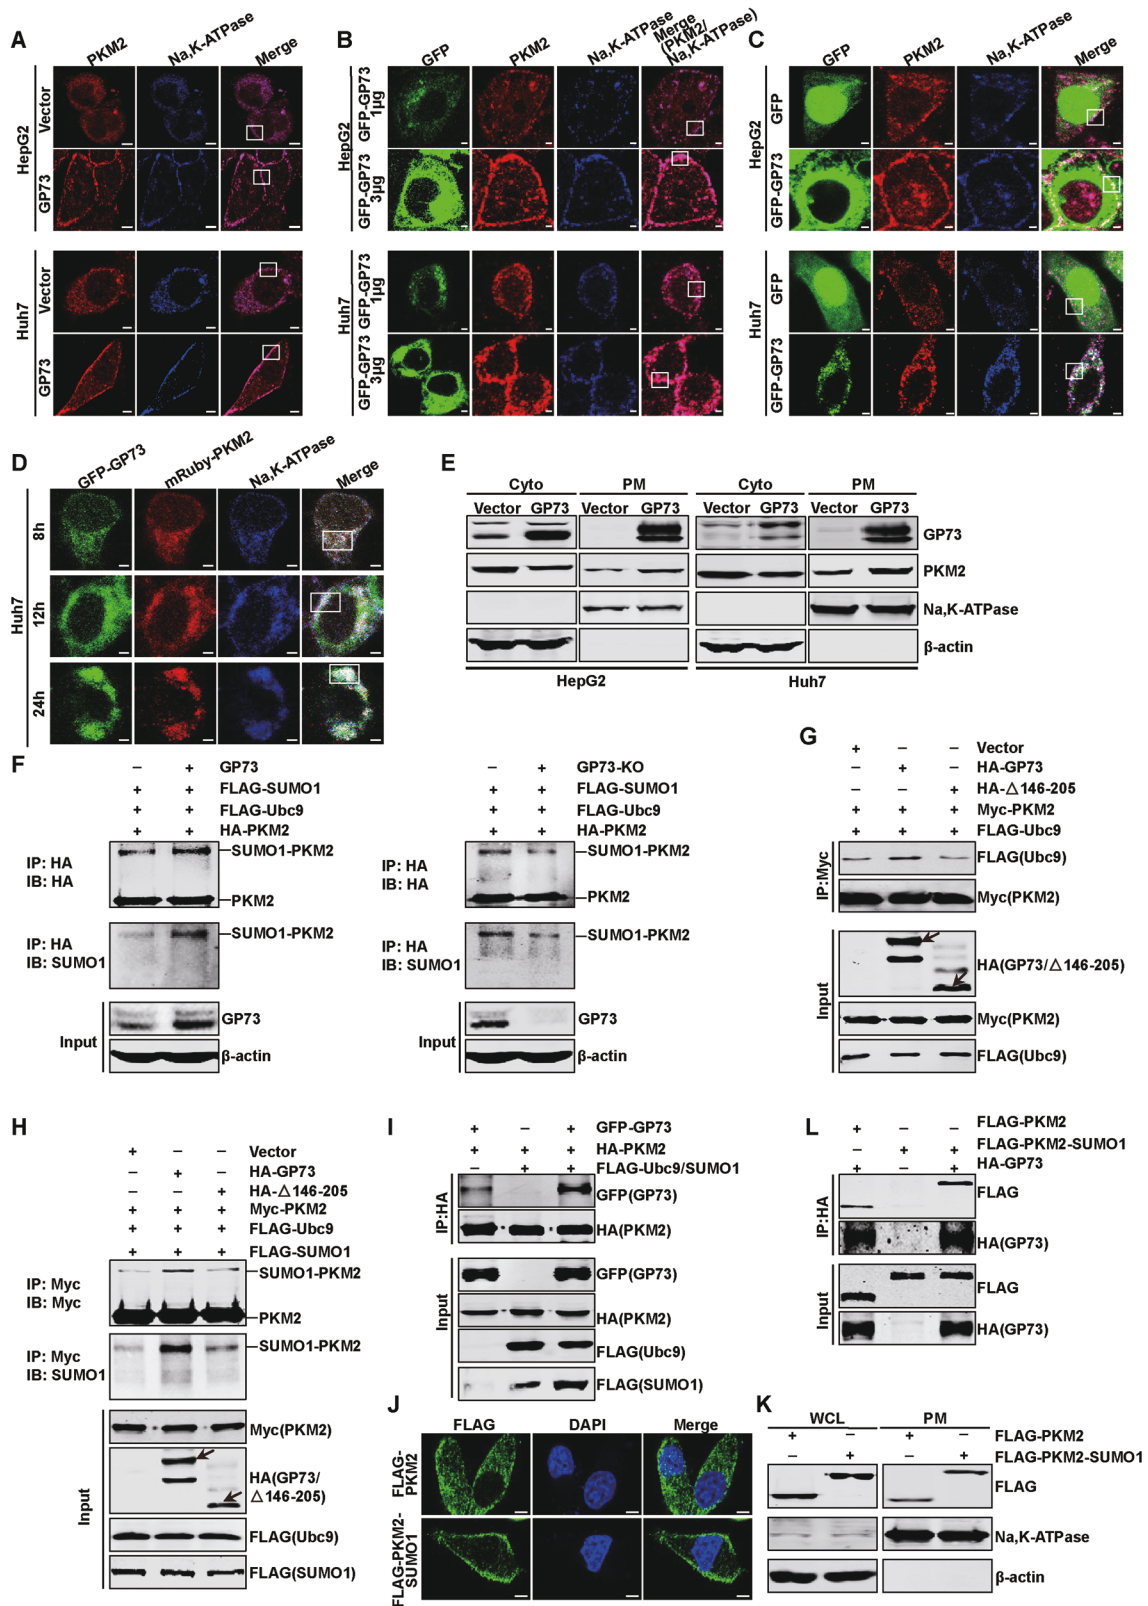 A
PKM2 Na,K-ATPase Merge
HepG2
Vector
GP73
Huh7
Vector
GP73
B
GFP PKM2 Na,K-ATPase Merge (PKM2/ Na,K-ATPase)
HepG2
GFP-GP73 1μg
GFP-GP73 3μg
Huh7
GFP-GP73 1μg
GFP-GP73 3μg
C
GFP PKM2 Na,K-ATPase Merge
HepG2
GFP
GFP-GP73
Huh7
GFP
GFP-GP73
D
GFP-GP73 mRuby-PKM2 Na,K-ATPase Merge
Huh7
8h
12h
24h
E
Cyto PM Cyto PM
Vector GP73 Vector GP73 Vector GP73 Vector GP73
GP73
PKM2
Na,K-ATPase
β-actin
HepG2 Huh7
F
− + GP73
+ + FLAG-SUMO1
+ + FLAG-Ubc9
+ + HA-PKM2
IP: HA
IB: HA
SUMO1-PKM2
PKM2
IP: HA
IB: SUMO1
SUMO1-PKM2
Input
GP73
β-actin
− + GP73-KO
+ + FLAG-SUMO1
+ + FLAG-Ubc9
+ + HA-PKM2
IP: HA
IB: HA
SUMO1-PKM2
PKM2
IP: HA
IB: SUMO1
SUMO1-PKM2
Input
GP73
β-actin
G
+ − − Vector
− + − HA-GP73
− − + HA-△146-205
+ + + Myc-PKM2
+ + + FLAG-Ubc9
IP:Myc
FLAG(Ubc9)
Myc(PKM2)
Input
HA(GP73/△146-205)
Myc(PKM2)
FLAG(Ubc9)
H
+ − − Vector
− + − HA-GP73
− − + HA-△146-205
+ + + Myc-PKM2
+ + + FLAG-Ubc9
+ + + FLAG-SUMO1
IP: Myc
IB: Myc
SUMO1-PKM2
PKM2
IP: Myc
IB: SUMO1
SUMO1-PKM2
Input
Myc(PKM2)
HA(GP73/
△146-205)
FLAG(Ubc9)
FLAG(SUMO1)
I
+ − + GFP-GP73
+ + + HA-PKM2
− + + FLAG-Ubc9/SUMO1
IP:HA
GFP(GP73)
HA(PKM2)
Input
GFP(GP73)
HA(PKM2)
FLAG(Ubc9)
FLAG(SUMO1)
L
+ − − FLAG-PKM2
− + + FLAG-PKM2-SUMO1
+ − + HA-GP73
IP:HA
FLAG
HA(GP73)
Input
FLAG
HA(GP73)
J
FLAG DAPI Merge
FLAG-PKM2
FLAG-PKM2-SUMO1
K
WCL PM
+ − + − FLAG-PKM2
− + − + FLAG-PKM2-SUMO1
FLAG
Na,K-ATPase
β-actin